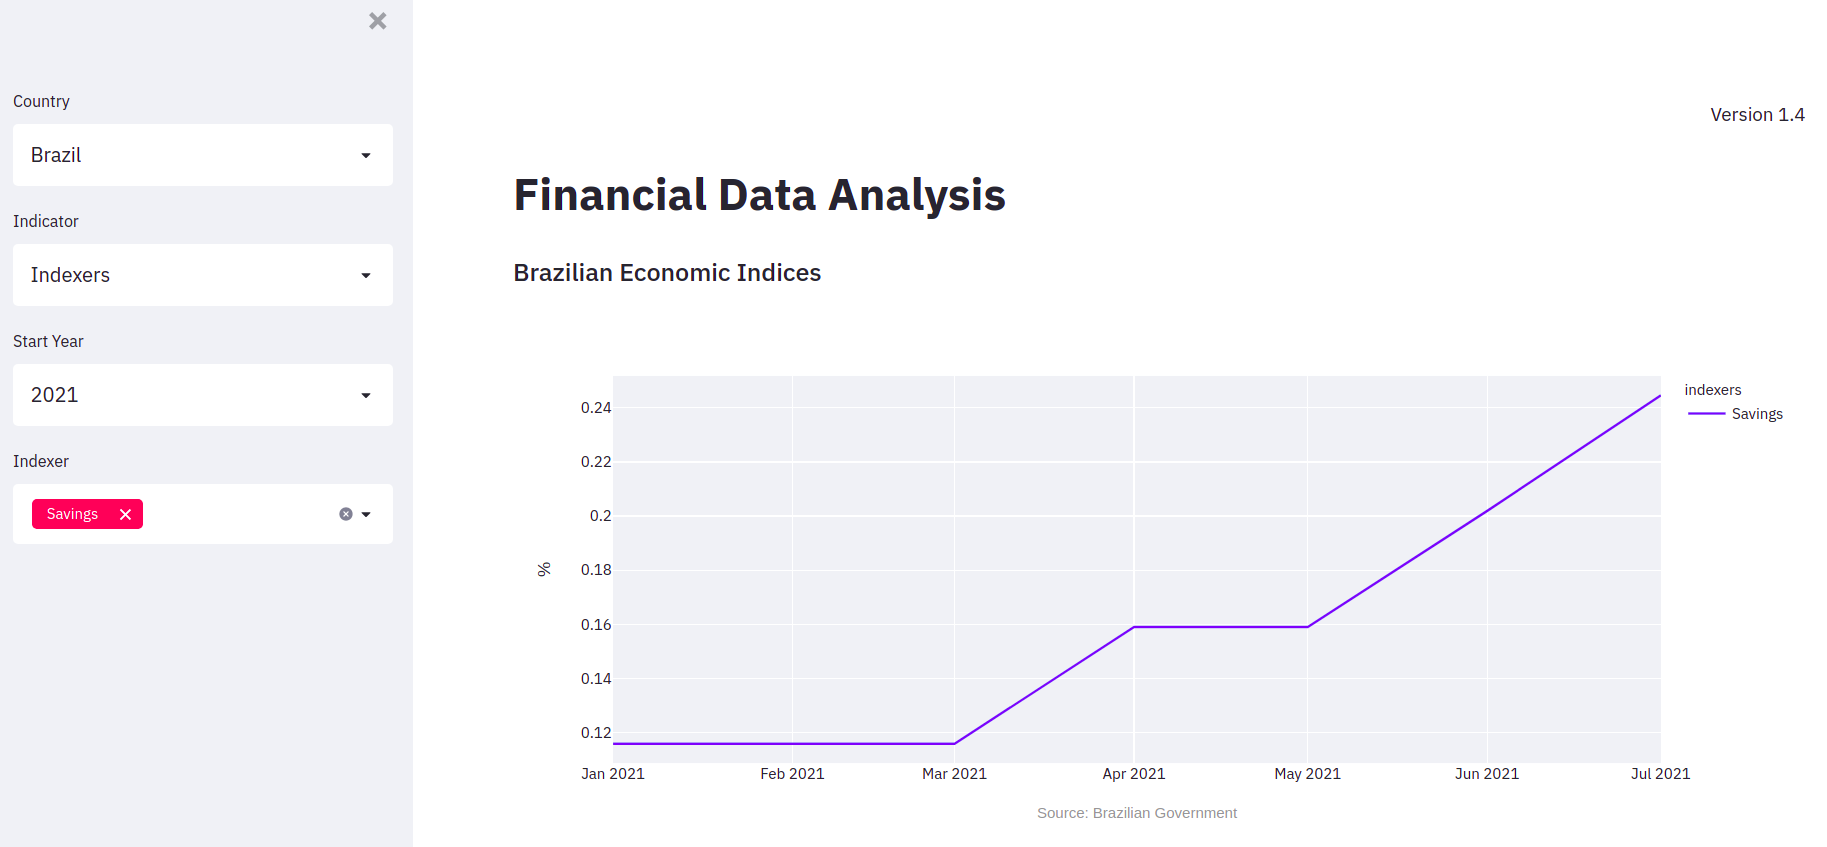 Country
Brazil
Indicator
Indexers
Start Year
2021
Indexer
Savings
Version 1.4
Financial Data Analysis
Brazilian Economic Indices
indexers
Savings
0.24
0.22
0.2
0.18
0.16
0.14
0.12
%
Jan 2021 Feb 2021 Mar 2021 Apr 2021 May 2021 Jun 2021 Jul 2021
Source: Brazilian Government